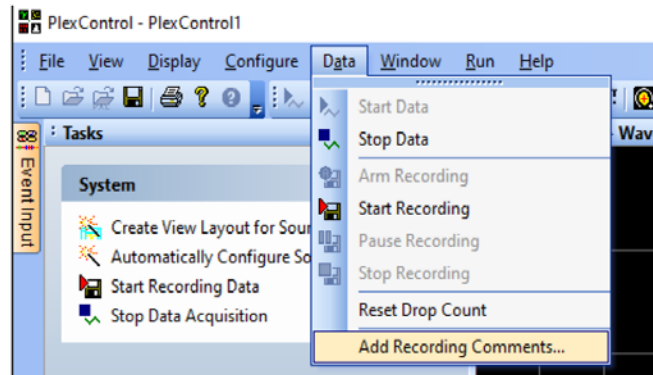 PlexControl - PlexControl1
File View Display Configure Data Window Run Help
Tasks
Wav
Event Input
System
Create View Layout for Sour
Automatically Configure So
Start Recording Data
Stop Data Acquisition
Start Data
Stop Data
Arm Recording
Start Recording
Pause Recording
Stop Recording
Reset Drop Count
Add Recording Comments...